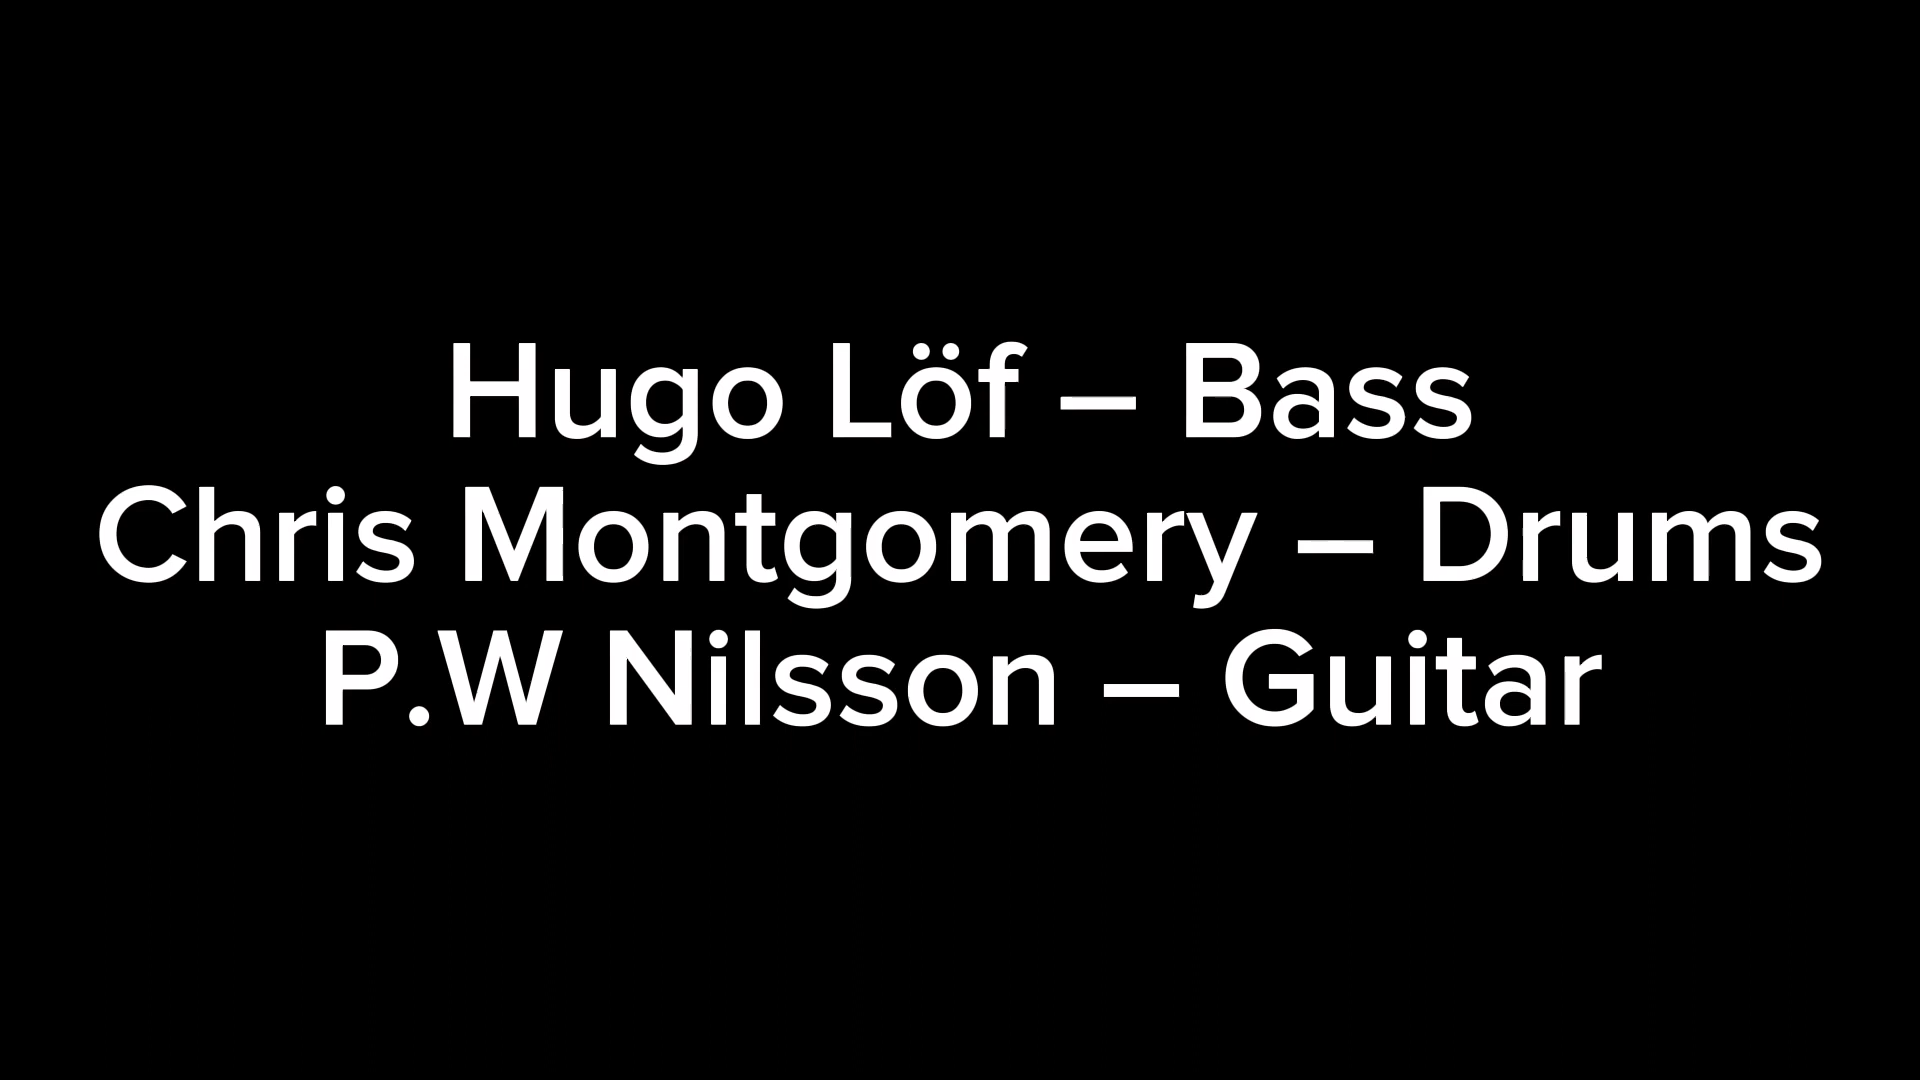 Hugo Löf – Bass
Chris Montgomery – Drums
P.W Nilsson – Guitar